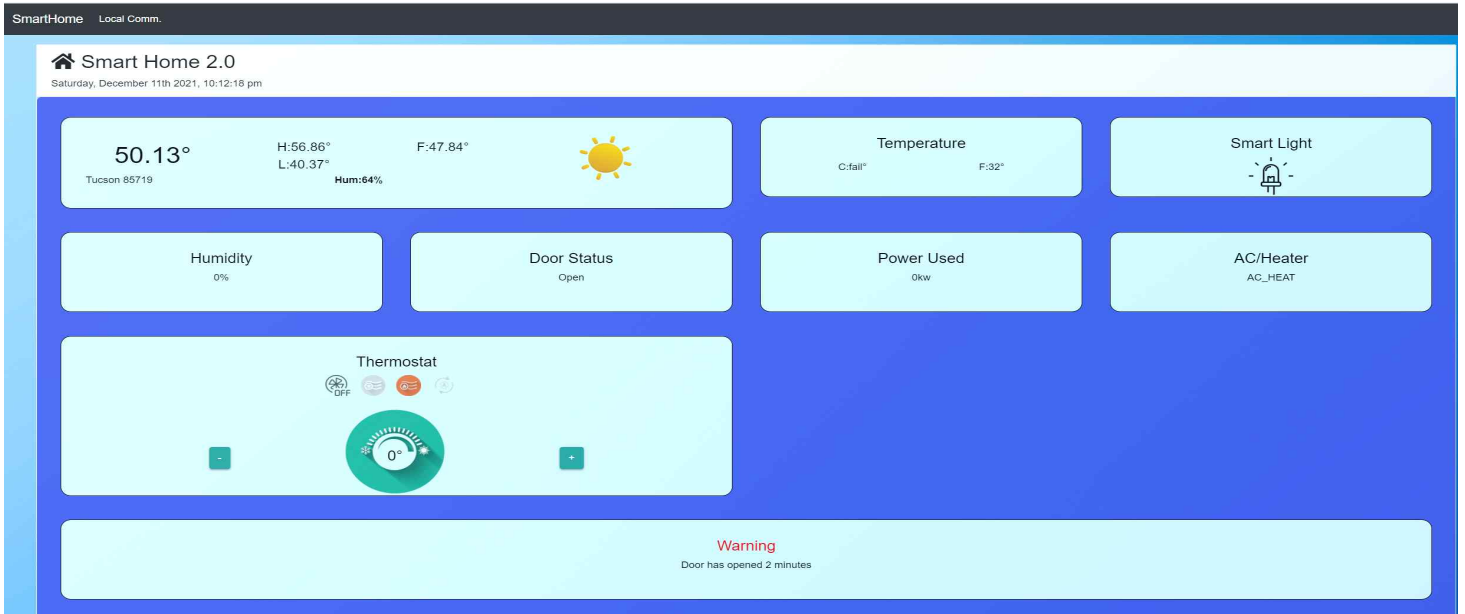 SmartHome Local Comm.
Smart Home 2.0
Saturday, December 11th 2021, 10:12:18 pm
50.13°
Tucson 85719
H:56.86°
L:40.37°
Hum:64%
F:47.84°
Temperature
C:fail° F:32°
Smart Light
Humidity
0%
Door Status
Open
Power Used
0kw
AC/Heater
AC_HEAT
Thermostat
OFF
- 0° +
Warning
Door has opened 2 minutes